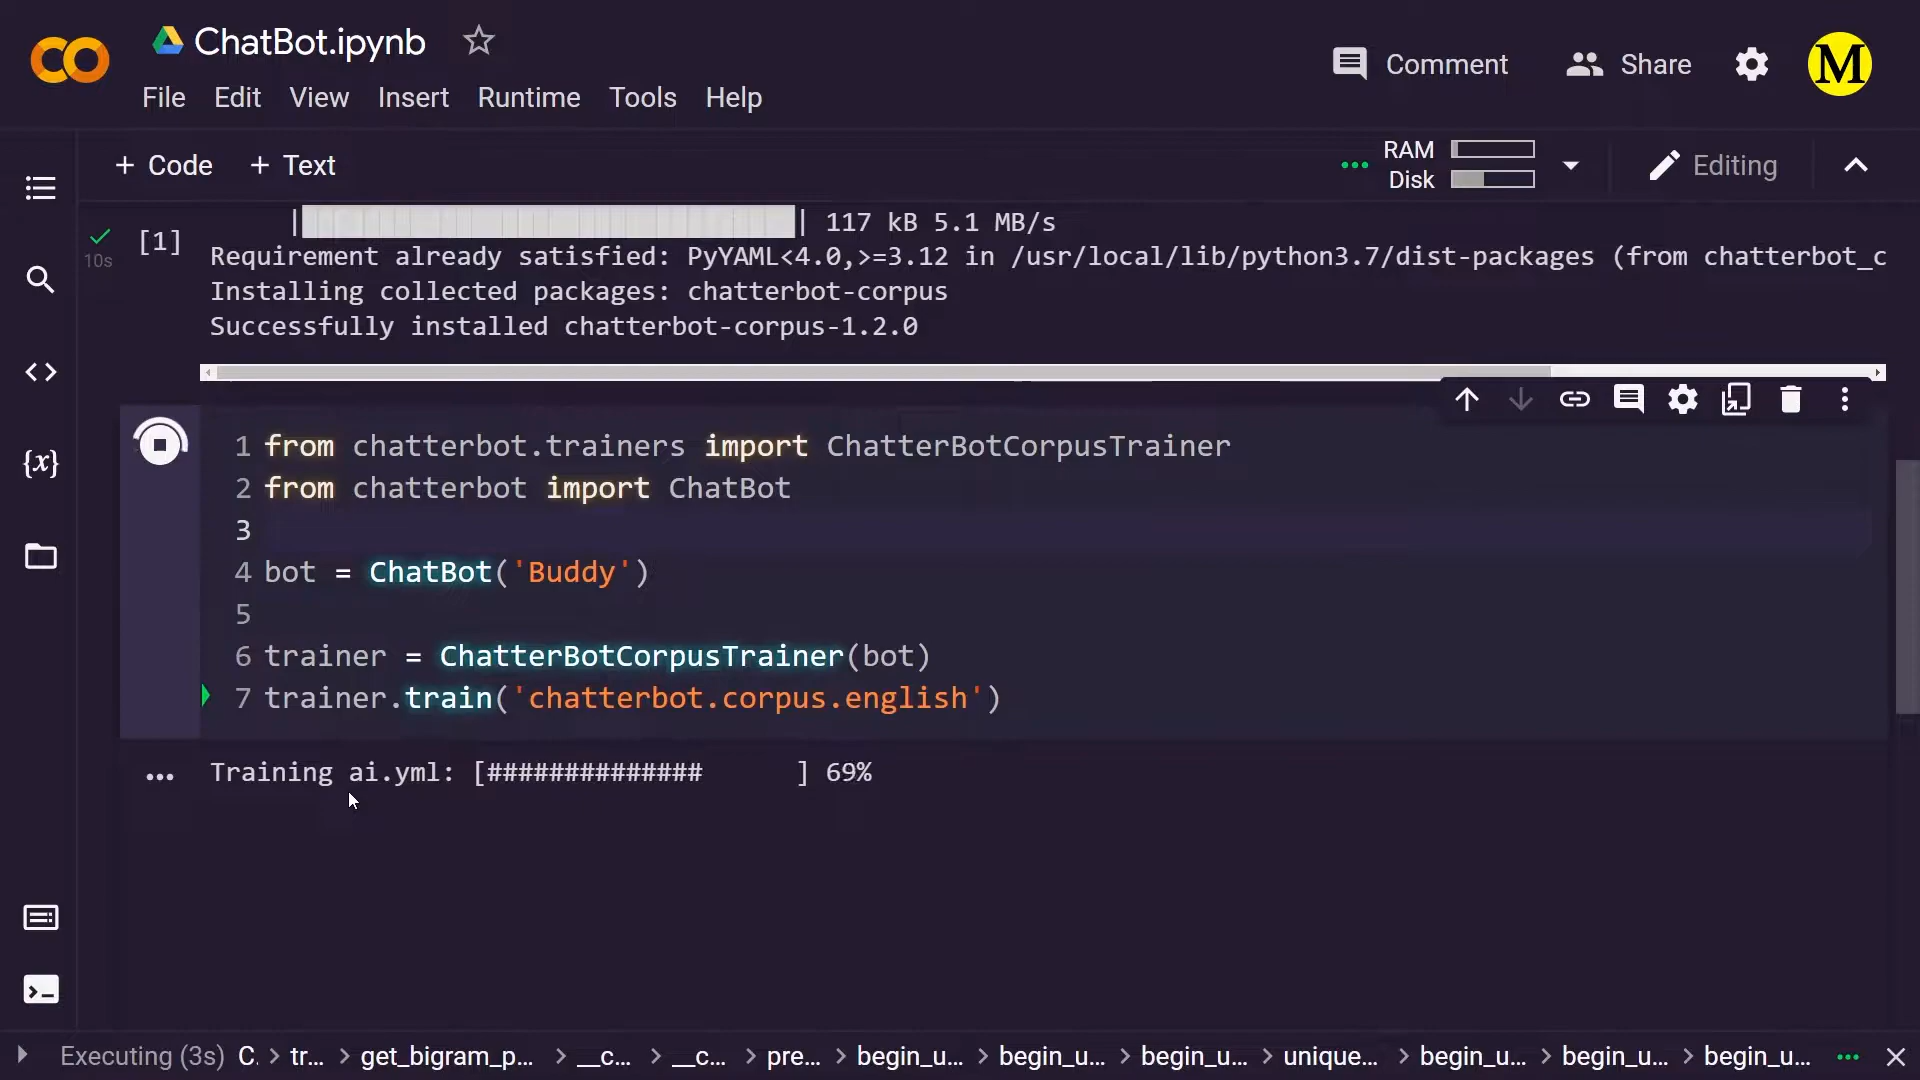 ChatBot.ipynb
File Edit View Insert Runtime Tools Help
Comment Share M
+ Code + Text
RAM
Disk
Editing
10s
[1]
| | 117 kB 5.1 MB/s
Requirement already satisfied: PyYAML<4.0,>=3.12 in /usr/local/lib/python3.7/dist-packages (from chatterbot_c
Installing collected packages: chatterbot-corpus
Successfully installed chatterbot-corpus-1.2.0
{x}
1 from chatterbot.trainers import ChatterBotCorpusTrainer
2 from chatterbot import ChatBot
3
4 bot = ChatBot('Buddy')
5
6 trainer = ChatterBotCorpusTrainer(bot)
7 trainer.train('chatterbot.corpus.english')
... Training ai.yml: [############## ] 69%
Executing (3s) C. > tr... > get_bigram_p... > __c... > __c... > pre... > begin_u... > begin_u... > begin_u... > unique... > begin_u... > begin_u... > begin_u... ...